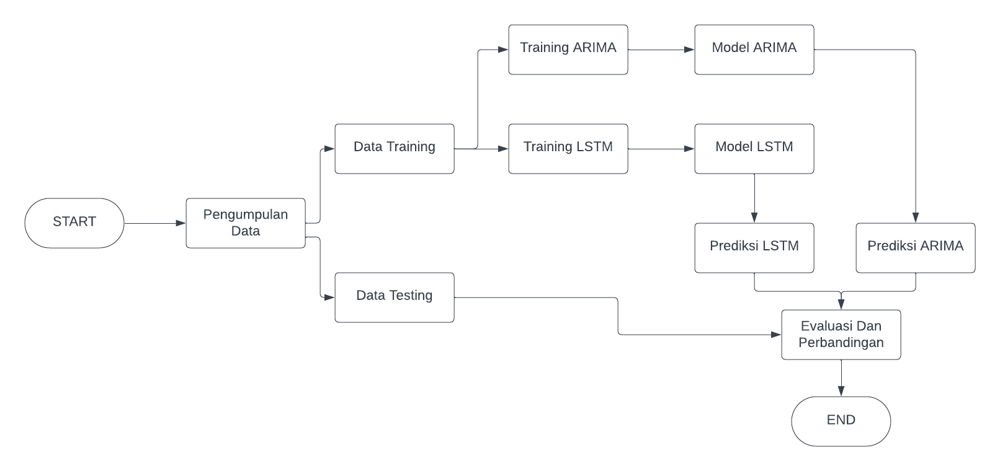 Training ARIMA
Model ARIMA
Data Training
Training LSTM
Model LSTM
START
Pengumpulan
Data
Prediksi LSTM
Prediksi ARIMA
Data Testing
Evaluasi Dan
Perbandingan
END